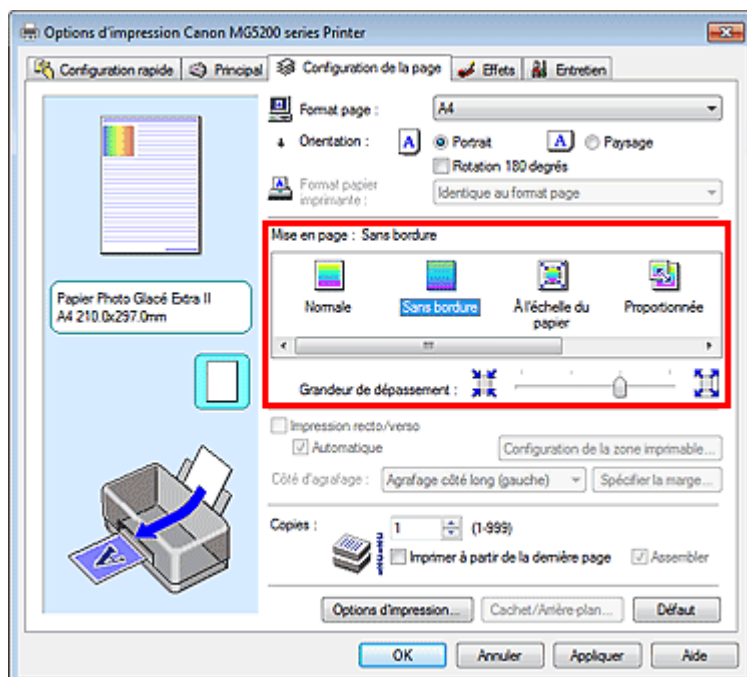 Options d'impression Canon MG5200 series Printer
Configuration rapide Principal Configuration de la page Effets Entretien
Format page : A4
Orientation : A Portrait A Paysage
Rotation 180 degrés
Format papier imprimante : Identique au format page
Mise en page : Sans bordure
Normale Sans bordure À l'échelle du papier Proportionnée
Grandeur de dépassement :
Papier Photo Glacé Extra II
A4 210.0x297.0mm
Impression recto/verso
Automatique Configuration de la zone imprimable...
Côté d'agrafage : Agrafage côté long (gauche) Spécifier la marge...
Copies : 1 (1-999)
Imprimer à partir de la dernière page Assembler
Options d'impression... Cachet/Arrière-plan... Défaut
OK Annuler Appliquer Aide